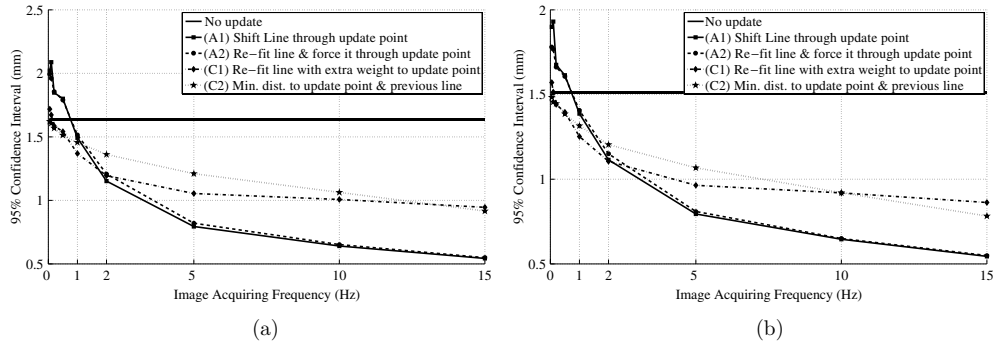 2.5
2
1.5
1
0.5
95% Confidence Interval (mm)
No update
(A1) Shift Line through update point
(A2) Re−fit line & force it through update point
(C1) Re−fit line with extra weight to update point
(C2) Min. dist. to update point & previous line
0 1 2 5 10 15
Image Acquiring Frequency (Hz)
(a)
2
1.5
1
0.5
95% Confidence Interval (mm)
No update
(A1) Shift Line through update point
(A2) Re−fit line & force it through update point
(C1) Re−fit line with extra weight to update point
(C2) Min. dist. to update point & previous line
0 1 2 5 10 15
Image Acquiring Frequency (Hz)
(b)